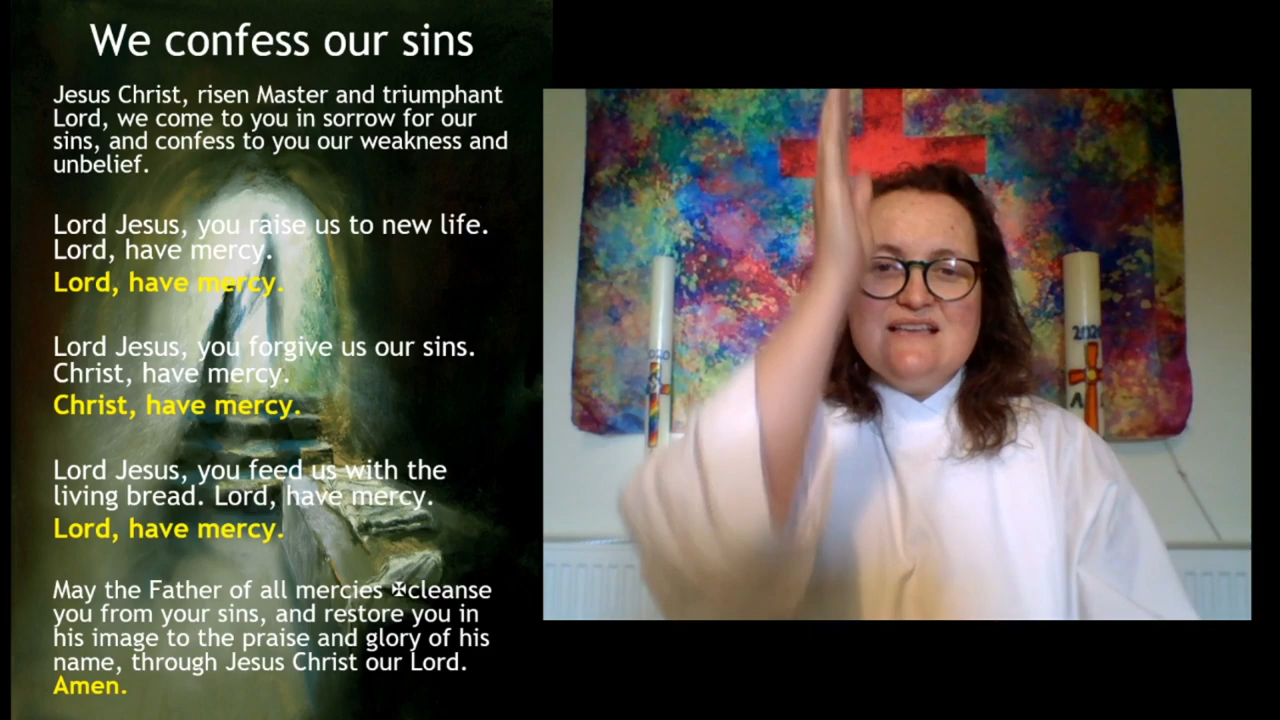 We confess our sins
Jesus Christ, risen Master and triumphant
Lord, we come to you in sorrow for our
sins, and confess to you our weakness and
unbelief.
Lord Jesus, you raise us to new life.
Lord, have mercy.
Lord, have mercy.
Lord Jesus, you forgive us our sins.
Christ, have mercy.
Christ, have mercy.
Lord Jesus, you feed us with the
living bread. Lord, have mercy.
Lord, have mercy.
May the Father of all mercies ✠cleanse
you from your sins, and restore you in
his image to the praise and glory of his
name, through Jesus Christ our Lord.
Amen.
2020
2020
A